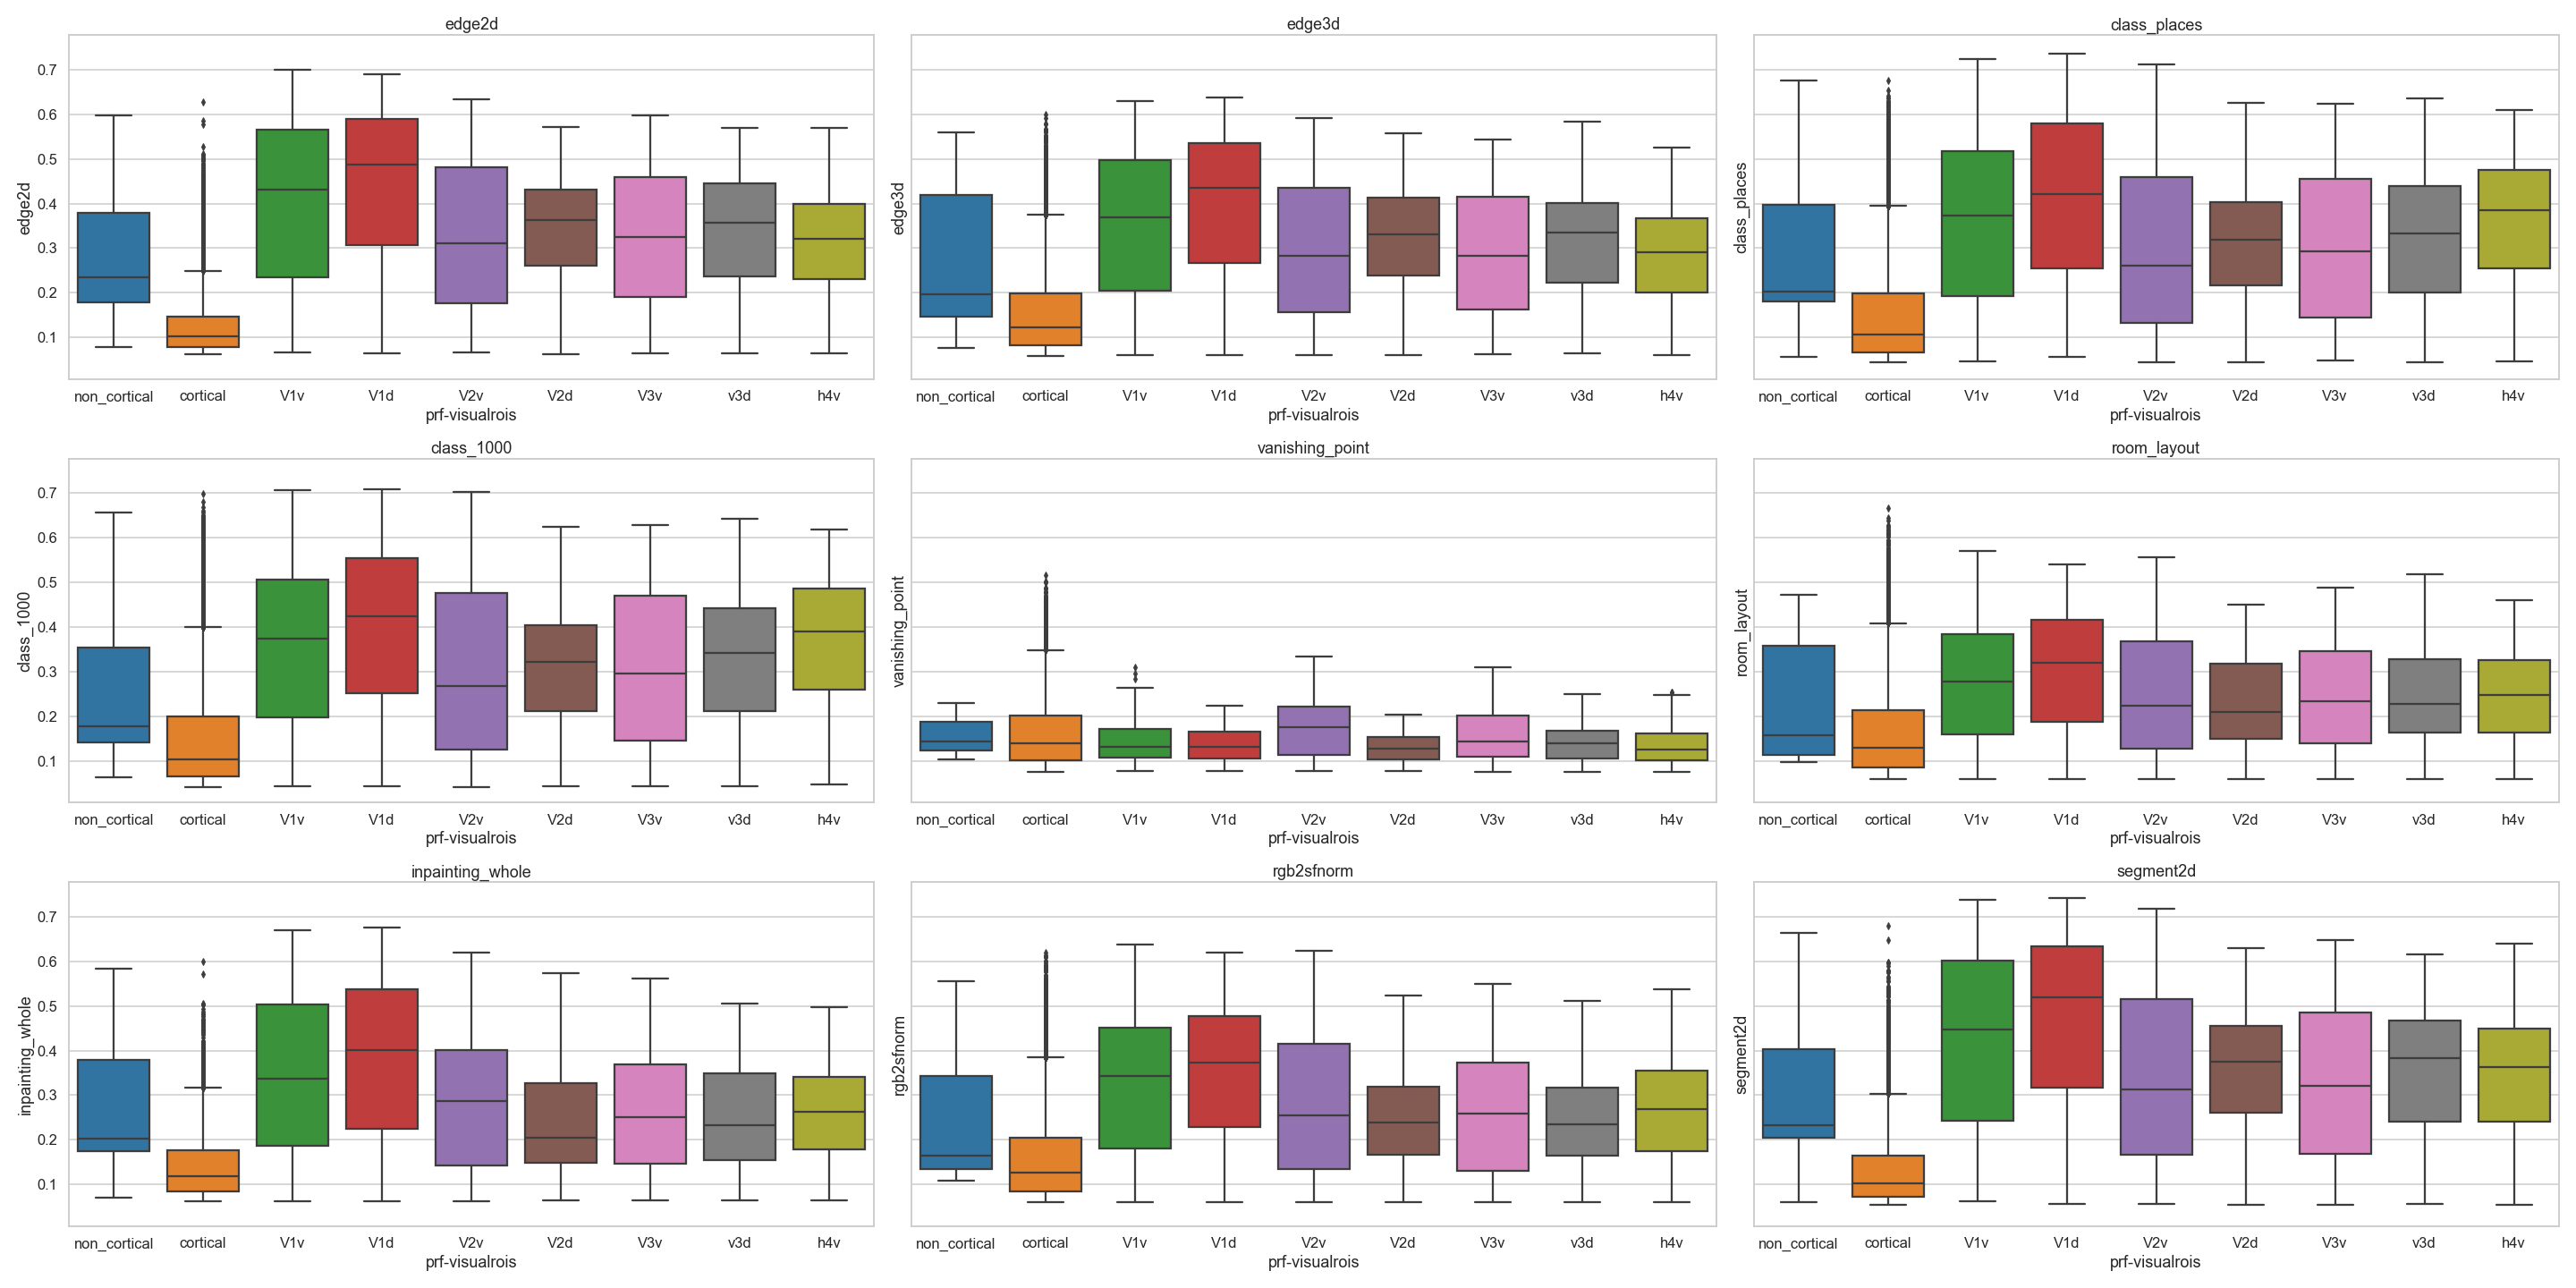 edge2d
edge2d
0.7
0.6
0.5
0.4
0.3
0.2
0.1
non_cortical cortical V1v V1d V2v V2d V3v v3d h4v
prf-visualrois
edge3d
edge3d
non_cortical cortical V1v V1d V2v V2d V3v v3d h4v
prf-visualrois
class_places
class_places
non_cortical cortical V1v V1d V2v V2d V3v v3d h4v
prf-visualrois
class_1000
class_1000
0.7
0.6
0.5
0.4
0.3
0.2
0.1
non_cortical cortical V1v V1d V2v V2d V3v v3d h4v
prf-visualrois
vanishing_point
vanishing_point
non_cortical cortical V1v V1d V2v V2d V3v v3d h4v
prf-visualrois
room_layout
room_layout
non_cortical cortical V1v V1d V2v V2d V3v v3d h4v
prf-visualrois
inpainting_whole
inpainting_whole
0.7
0.6
0.5
0.4
0.3
0.2
0.1
non_cortical cortical V1v V1d V2v V2d V3v v3d h4v
prf-visualrois
rgb2sfnorm
rgb2sfnorm
non_cortical cortical V1v V1d V2v V2d V3v v3d h4v
prf-visualrois
segment2d
segment2d
non_cortical cortical V1v V1d V2v V2d V3v v3d h4v
prf-visualrois